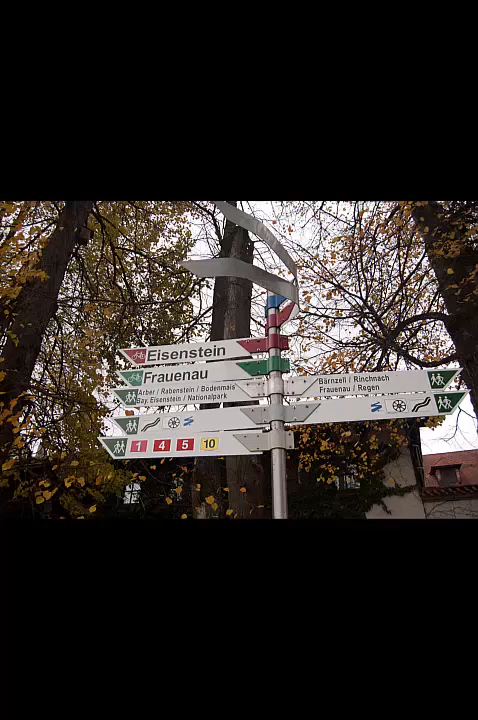 Eisenstein
Frauenau
Arber / Rabenstein / Bodenmais
Bay. Eisenstein / Nationalpark
1 4 5 10
Bärnzell / Rinchnach
Frauenau / Regen